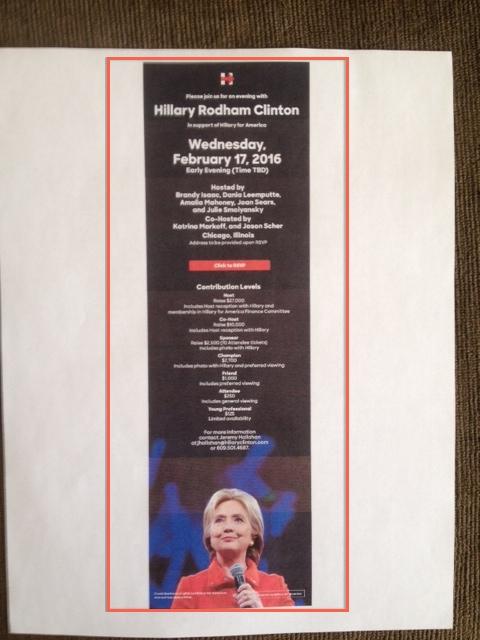 H
Please join us for an evening with
Hillary Rodham Clinton
In support of Hillary for America
Wednesday,
February 17, 2016
Early Evening (Time TBD)
Hosted by
Brandy Isaac, Dania Leemputte,
Amalia Mahoney, Jean Sears,
and Julie Smolyansky
Co-Hosted by
Katrina Markoff, and Jason Scher
Chicago, Illinois
Address to be provided upon RSVP
Click to RSVP
Contribution Levels
Host
Raise $27,000
Includes Host reception with Hillary and
membership in Hillary for America Finance Committee
Co-Host
Raise $10,000
Includes Host reception with Hillary
Sponsor
Raise $2,500 (10 Attendee tickets)
Includes photo with Hillary
Champion
$2,700
Includes photo with Hillary and preferred viewing
Friend
$1,000
Includes preferred viewing
Attendee
$250
Includes general viewing
Young Professional
$125
Limited availability
For more information
contact Jeremy Hallahan
at jhallahan@hillaryclinton.com
or 609.501.4687.